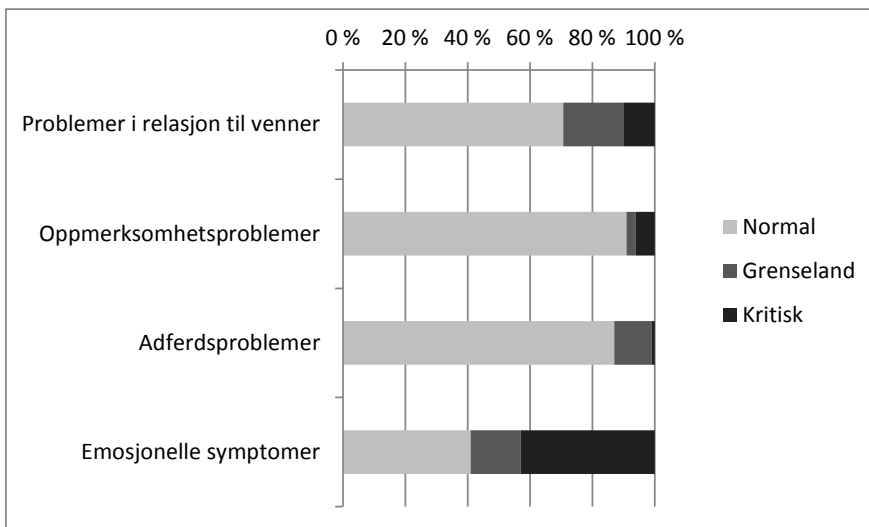 0 % 20 % 40 % 60 % 80 % 100 %
Problemer i relasjon til venner
Oppmerksomhetsproblemer
Adferdsproblemer
Emosjonelle symptomer
Normal
Grenseland
Kritisk